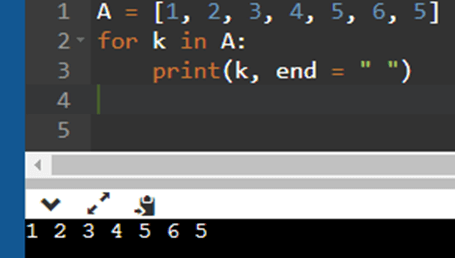 1 A = [1, 2, 3, 4, 5, 6, 5]
2 for k in A:
3     print(k, end = " ")
4
5
1 2 3 4 5 6 5